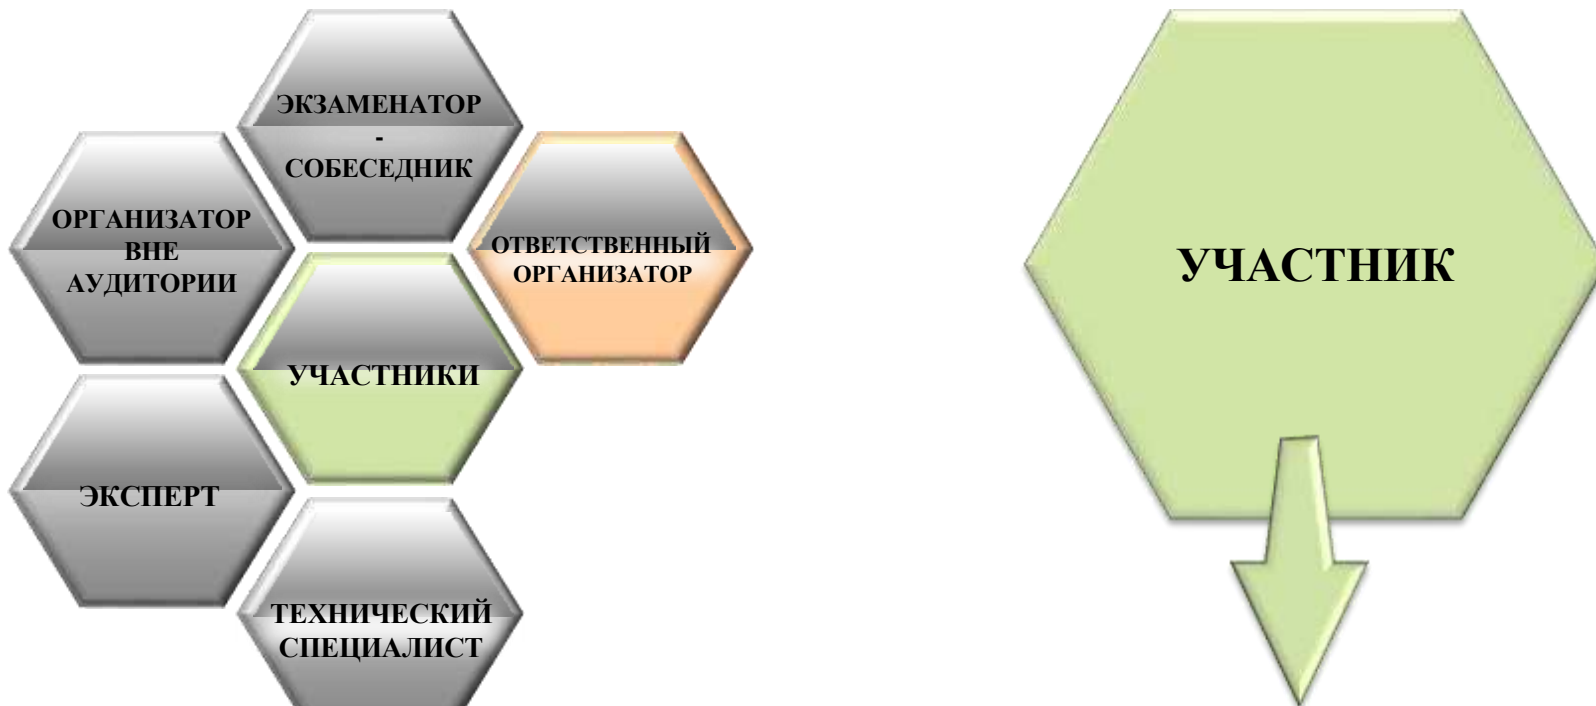 ЭКЗАМЕНАТОР
-
СОБЕСЕДНИК
ОРГАНИЗАТОР
ВНЕ
АУДИТОРИИ
ОТВЕТСТВЕННЫЙ
ОРГАНИЗАТОР
УЧАСТНИКИ
ЭКСПЕРТ
ТЕХНИЧЕСКИЙ
СПЕЦИАЛИСТ
УЧАСТНИК